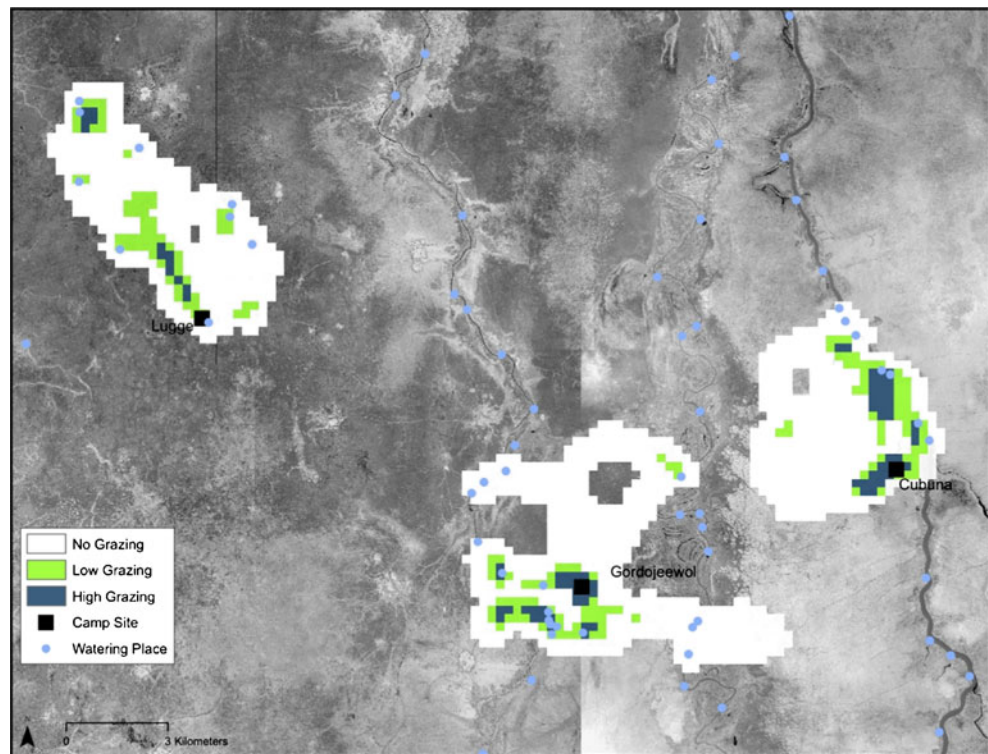 Lugge
Cubuna
Gordojeewol
No Grazing
Low Grazing
High Grazing
Camp Site
Watering Place
0
3 Kilometers